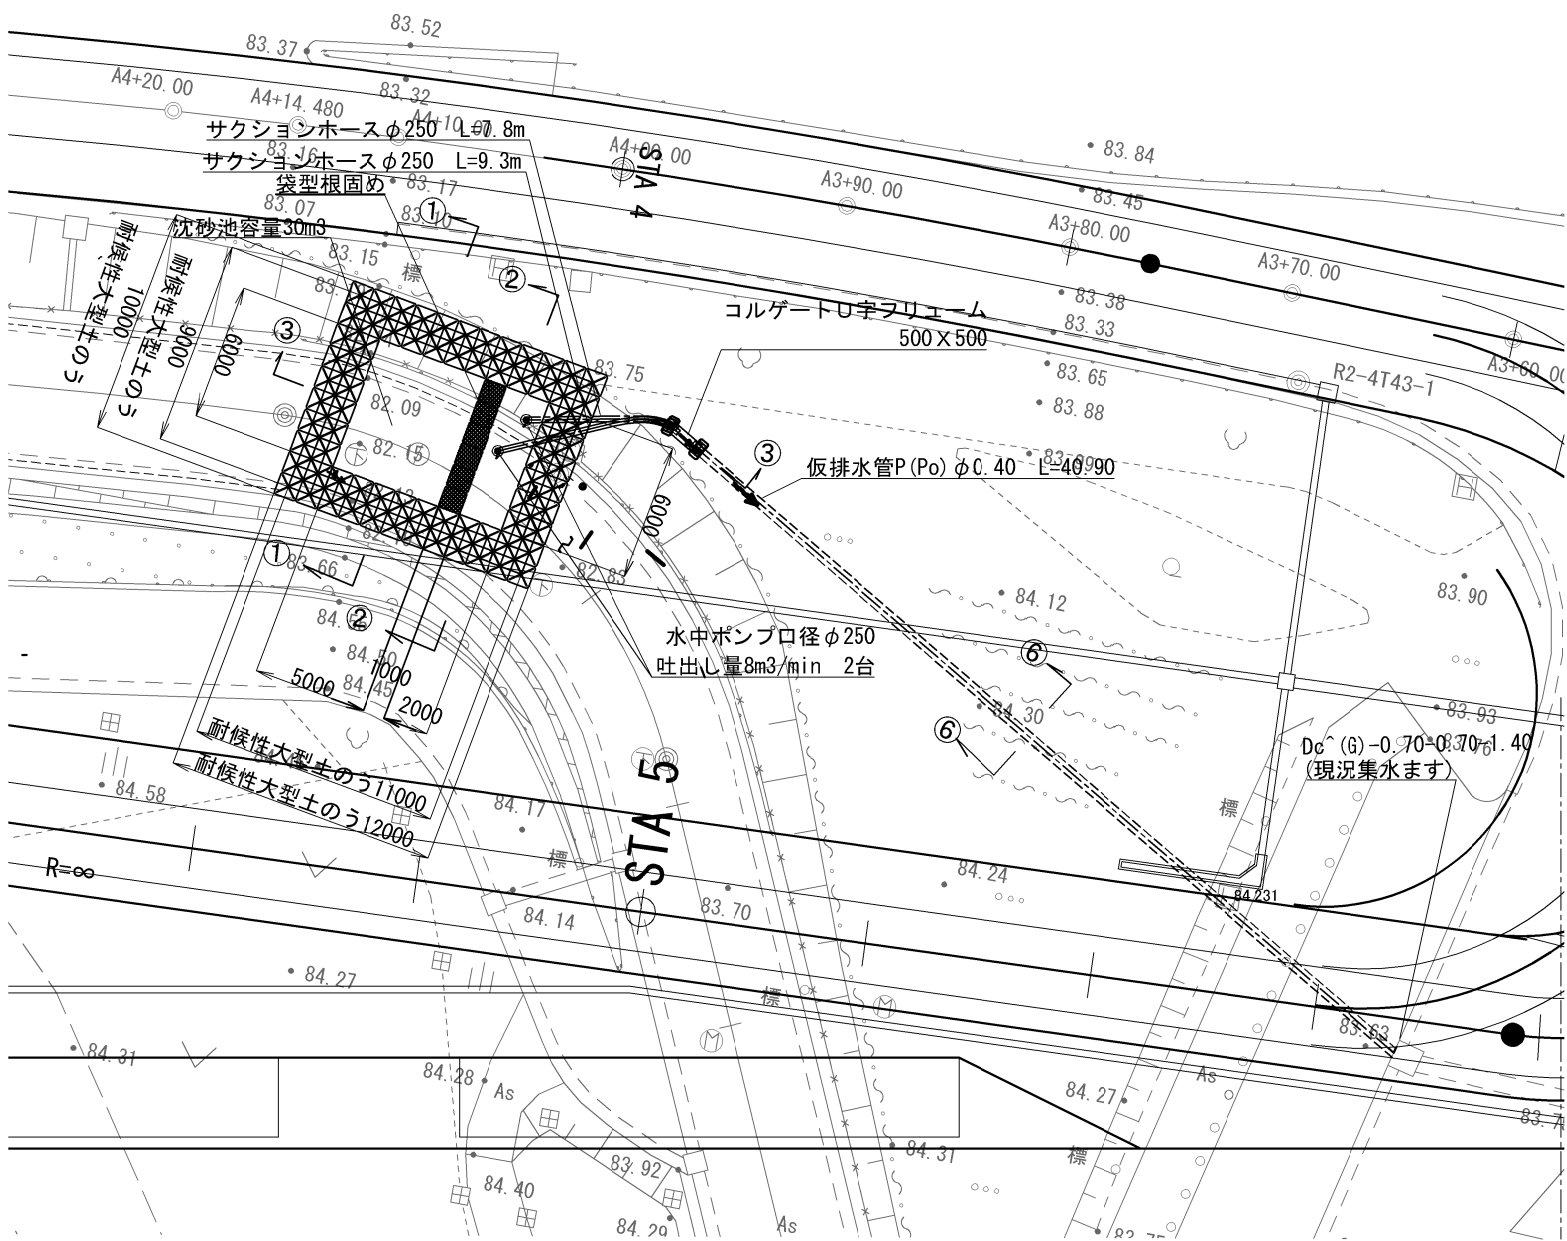 83.52
83.37
A4+20.00
A4+14.480
83.32
サクションホースφ250 L=7.8m
サクションホースφ250 L=9.3m
袋型根固め
沈砂池容量30m3
83.16
83.17
83.07
83.15
A4+00.00
STA 4
A3+90.00
83.84
83.45
A3+80.00
A3+70.00
A3+60.00
83.38
83.33
R2-4T43-1
83.65
83.88
83.75
標
①
②
③
耐候性大型土のう
10000
耐候性大型土のう
9000
6000
コルゲートU字フリューム
500×500
82.09
82.15
③
仮排水管P(Po)φ0.40 L=40.90
6000
82.83
①
83.66
②
84.12
83.90
水中ポンプ口径φ250
吐出し量8m3/min 2台
⑥
⑥
84.50
84.45
5000
1000
2000
84.30
83.93
Dc^(G)-0.70-0.70-1.40
(現況集水ます)
耐候性大型土のう11000
耐候性大型土のう12000
84.58
84.17
STA 5
標
標
R=∞
84.14
83.70
84.24
84.231
84.27
標
M
M
83.63
84.31
84.28
As
As
84.27
84.31
標
83.92
84.40
84.29
As